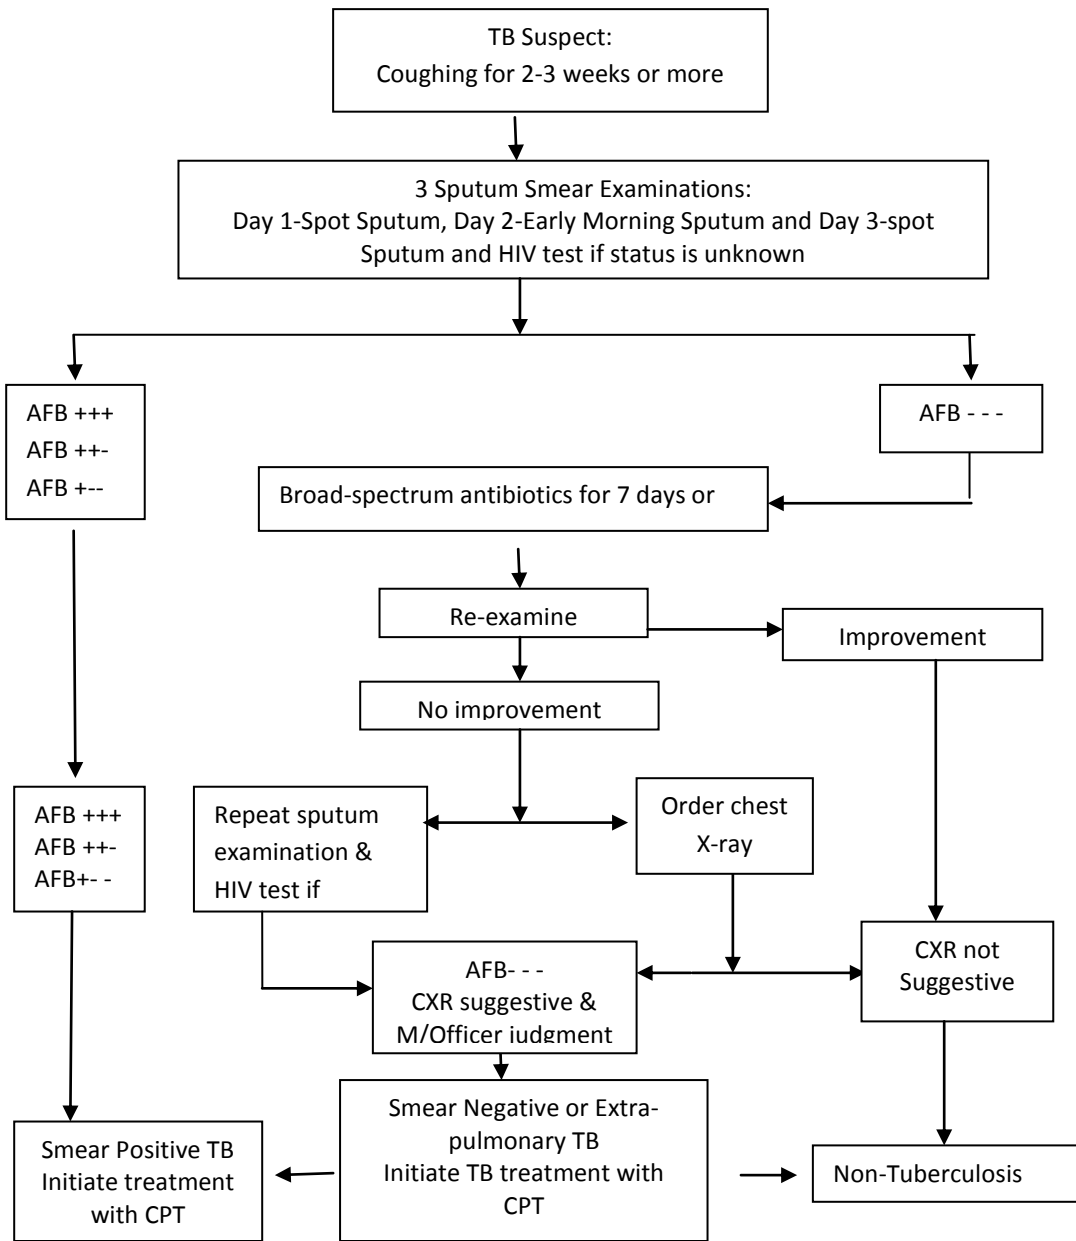 TB Suspect:
Coughing for 2-3 weeks or more
3 Sputum Smear Examinations:
Day 1-Spot Sputum, Day 2-Early Morning Sputum and Day 3-spot
Sputum and HIV test if status is unknown
AFB +++
AFB ++-
AFB +--
AFB - - -
Broad-spectrum antibiotics for 7 days or
Re-examine
Improvement
No improvement
Repeat sputum
examination &
HIV test if
Order chest
X-ray
AFB +++
AFB ++-
AFB+- -
AFB- - -
CXR suggestive &
M/Officer judgment
CXR not
Suggestive
Smear Positive TB
Initiate treatment
with CPT
Smear Negative or Extra-
pulmonary TB
Initiate TB treatment with
CPT
Non-Tuberculosis